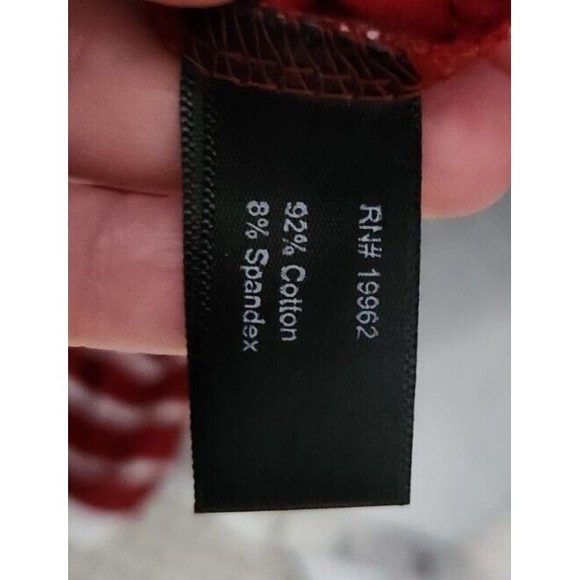 RN# 19962
92% Cotton
8% Spandex